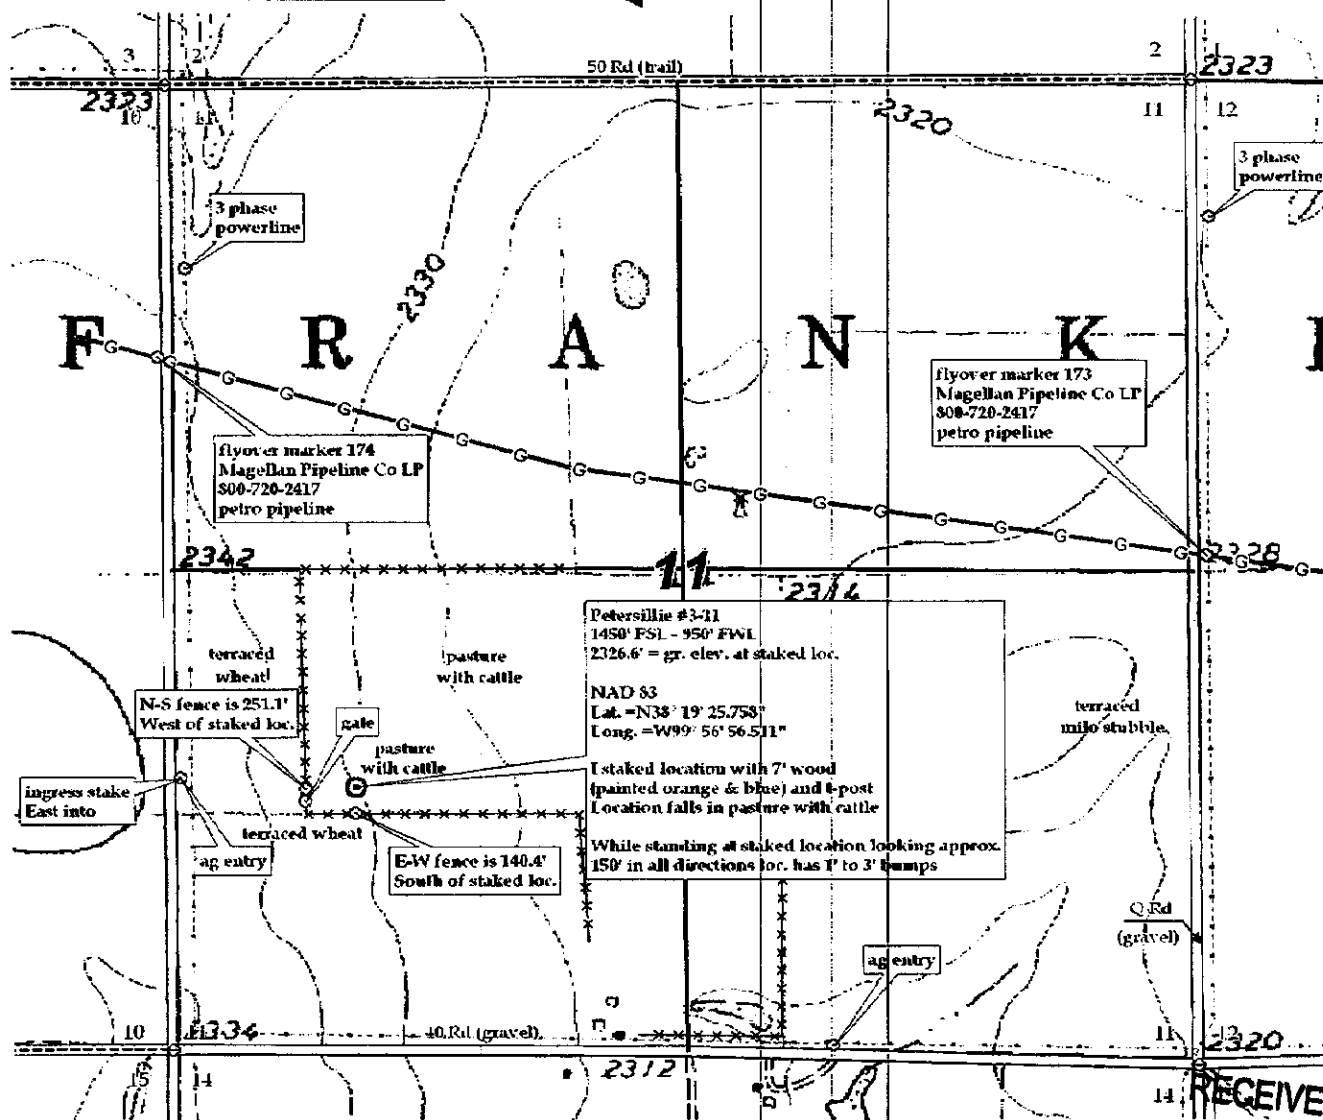 3
1
2
2
1
50 Rd (trail)
2323
2323
10
11
11
12
2320
3 phase
powerline
3 phase
powerline
2330
F R A N K
flyover marker 173
Magellan Pipeline Co LP
800-720-2417
petro pipeline
flyover marker 174
Magellan Pipeline Co LP
800-720-2417
petro pipeline
G G G G G G G G G G G G G G G G G G G G
2342
11
2328
2314
Petersillie #3-11
1450' FSL - 950' FWL
2326.6' = gr. elev. at staked loc.
NAD 83
Lat. =N38° 19' 25.758"
Long. =W99° 56' 56.511"
I staked location with 7' wood
(painted orange & blue) and t-post
Location falls in pasture with cattle
While standing at staked location looking approx.
150' in all directions loc. has 1' to 3' bumps
terraced
wheat
pasture
with cattle
N-S fence is 251.1'
West of staked loc.
gate
pasture
with cattle
terraced
milo stubble
ingress stake
East into
ag entry
terraced wheat
E-W fence is 140.4'
South of staked loc.
Q Rd
(gravel)
ag entry
10
11
2334
40 Rd (gravel)
11
12
2320
2312
15
14
14
RECEIVE